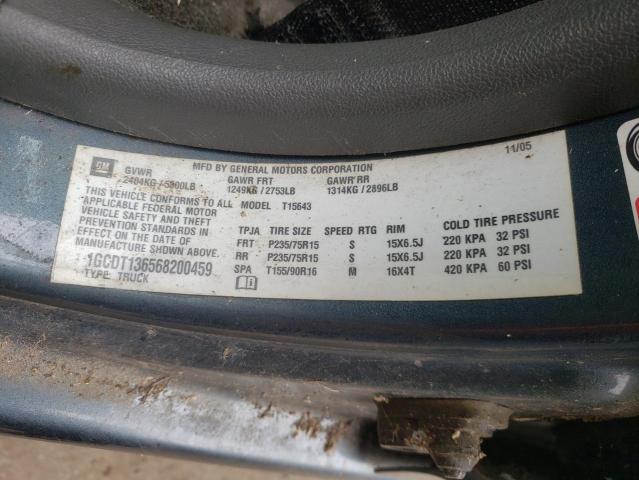 GM
MFD BY GENERAL MOTORS CORPORATION
11/05
GVWR GAWR FRT GAWR RR
2404KG / 5300LB 1249KG / 2753LB 1314KG / 2896LB
THIS VEHICLE CONFORMS TO ALL MODEL T15643
APPLICABLE FEDERAL MOTOR
VEHICLE SAFETY AND THEFT
PREVENTION STANDARDS IN
EFFECT ON THE DATE OF
MANUFACTURE SHOWN ABOVE.
1GCDT136568200459
TYPE: TRUCK
TPJA TIRE SIZE SPEED RTG RIM COLD TIRE PRESSURE
FRT P235/75R15 S 15X6.5J 220 KPA 32 PSI
RR P235/75R15 S 15X6.5J 220 KPA 32 PSI
SPA T155/90R16 M 16X4T 420 KPA 60 PSI